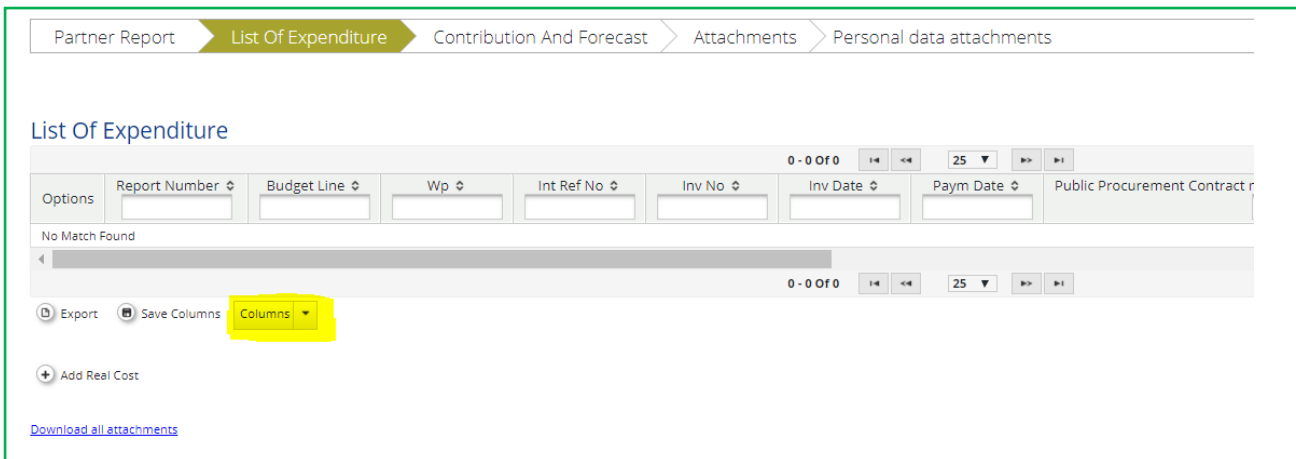 Partner Report List Of Expenditure Contribution And Forecast Attachments Personal data attachments
List Of Expenditure
0 - 0 Of 0 25
Options Report Number Budget Line Wp Int Ref No Inv No Inv Date Paym Date Public Procurement Contract
No Match Found
0 - 0 Of 0 25
Export Save Columns Columns
Add Real Cost
Download all attachments